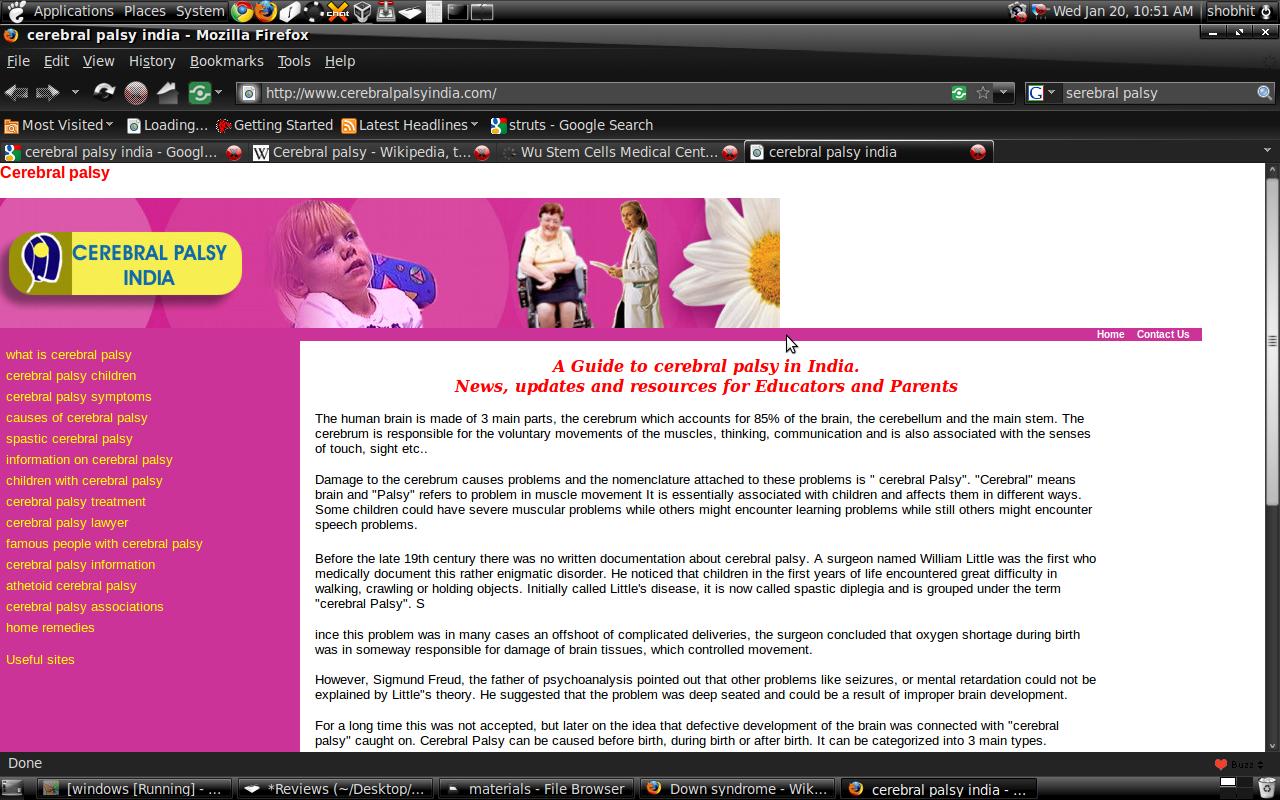 Applications Places System
Wed Jan 20, 10:51 AM shobhit
cerebral palsy india - Mozilla Firefox
File Edit View History Bookmarks Tools Help
http://www.cerebralpalsyindia.com/
G serebral palsy
Most Visited Loading... Getting Started Latest Headlines struts - Google Search
cerebral palsy india - Googl... W Cerebral palsy - Wikipedia, t... Wu Stem Cells Medical Cent... cerebral palsy india
Cerebral palsy
CEREBRAL PALSY
INDIA
Home Contact Us
what is cerebral palsy
cerebral palsy children
cerebral palsy symptoms
causes of cerebral palsy
spastic cerebral palsy
information on cerebral palsy
children with cerebral palsy
cerebral palsy treatment
cerebral palsy lawyer
famous people with cerebral palsy
cerebral palsy information
athetoid cerebral palsy
cerebral palsy associations
home remedies
Useful sites
A Guide to cerebral palsy in India.
News, updates and resources for Educators and Parents
The human brain is made of 3 main parts, the cerebrum which accounts for 85% of the brain, the cerebellum and the main stem. The
cerebrum is responsible for the voluntary movements of the muscles, thinking, communication and is also associated with the senses
of touch, sight etc..
Damage to the cerebrum causes problems and the nomenclature attached to these problems is " cerebral Palsy". "Cerebral" means
brain and "Palsy" refers to problem in muscle movement It is essentially associated with children and affects them in different ways.
Some children could have severe muscular problems while others might encounter learning problems while still others might encounter
speech problems.
Before the late 19th century there was no written documentation about cerebral palsy. A surgeon named William Little was the first who
medically document this rather enigmatic disorder. He noticed that children in the first years of life encountered great difficulty in
walking, crawling or holding objects. Initially called Little's disease, it is now called spastic diplegia and is grouped under the term
"cerebral Palsy". S
ince this problem was in many cases an offshoot of complicated deliveries, the surgeon concluded that oxygen shortage during birth
was in someway responsible for damage of brain tissues, which controlled movement.
However, Sigmund Freud, the father of psychoanalysis pointed out that other problems like seizures, or mental retardation could not be
explained by Little"s theory. He suggested that the problem was deep seated and could be a result of improper brain development.
For a long time this was not accepted, but later on the idea that defective development of the brain was connected with "cerebral
palsy" caught on. Cerebral Palsy can be caused before birth, during birth or after birth. It can be categorized into 3 main types.
Done
Buzz
[windows [Running] - ... *Reviews (~/Desktop/... materials - File Browser Down syndrome - Wik... cerebral palsy india - ...